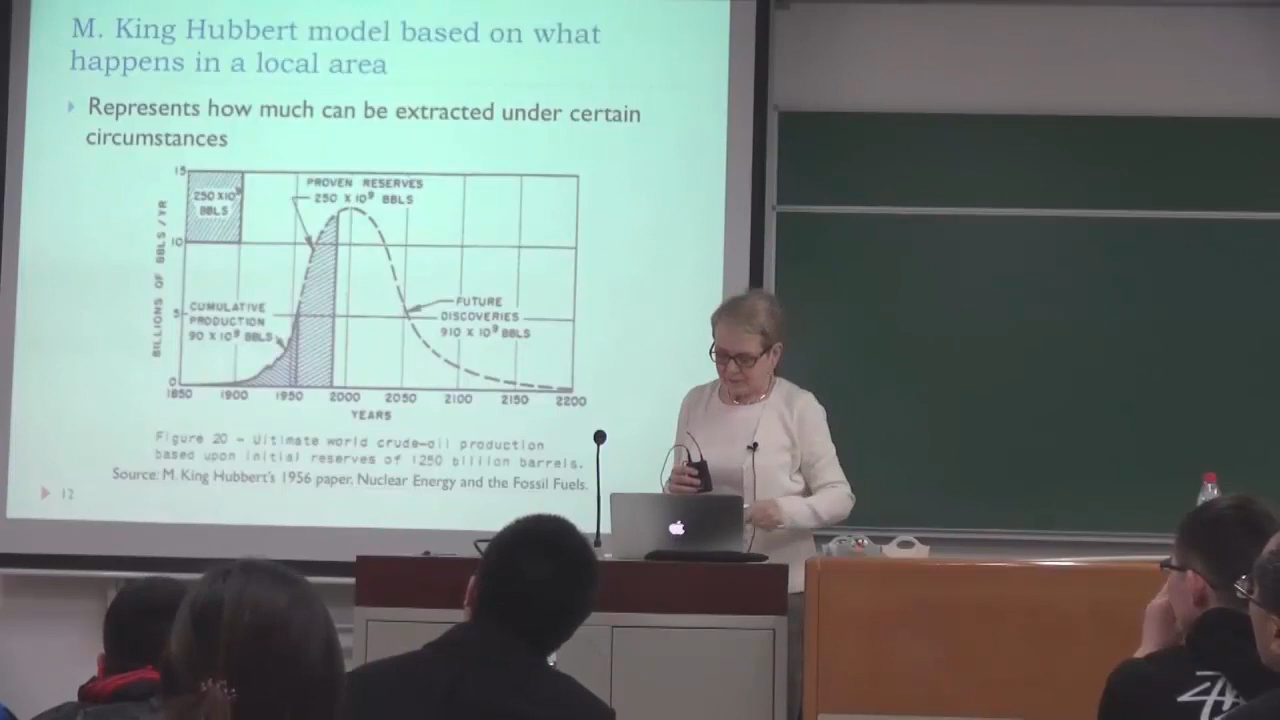 M. King Hubbert model based on what
happens in a local area
Represents how much can be extracted under certain
circumstances
BILLIONS OF BBLS / YR
15
10
5
0
250 X 10⁹
BBLS
PROVEN RESERVES
250 X 10⁹ BBLS
CUMULATIVE
PRODUCTION
90 X 10⁹ BBLS
FUTURE
DISCOVERIES
910 X 10⁹ BBLS
1850 1900 1950 2000 2050 2100 2150 2200
YEARS
Figure 20 - Ultimate world crude-oil production
based upon initial reserves of 1250 billion barrels.
Source: M. King Hubbert's 1956 paper, Nuclear Energy and the Fossil Fuels.
12